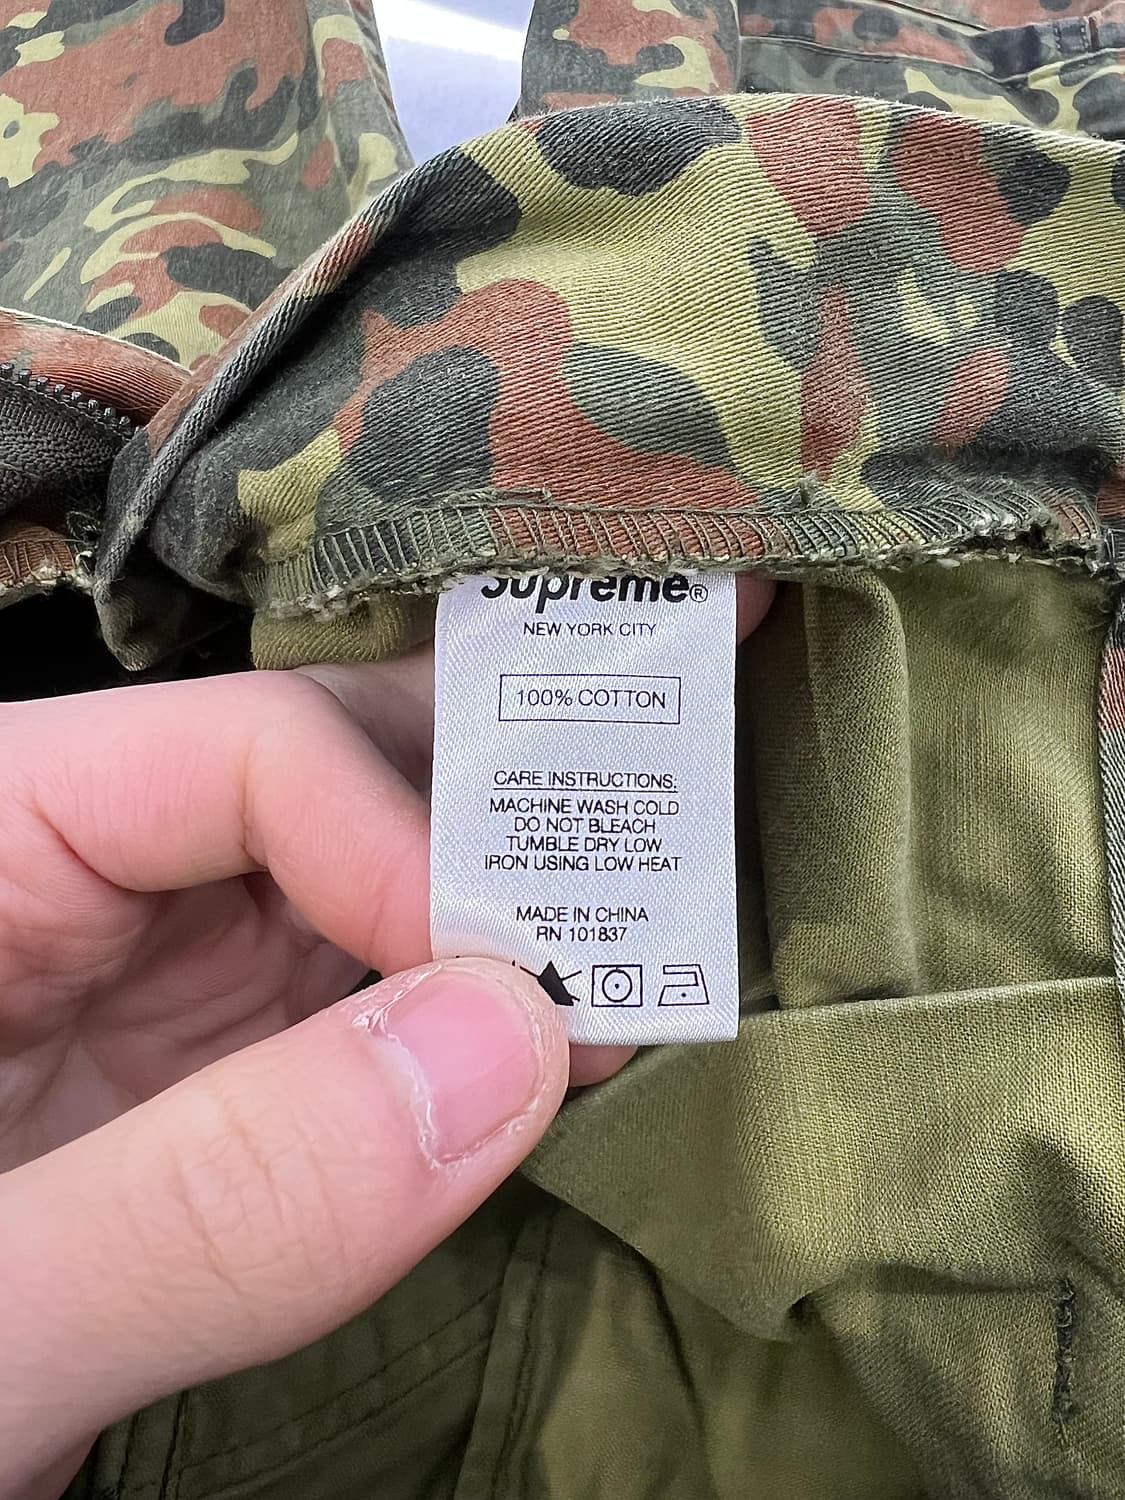 Supreme®
NEW YORK CITY
100% COTTON
CARE INSTRUCTIONS:
MACHINE WASH COLD
DO NOT BLEACH
TUMBLE DRY LOW
IRON USING LOW HEAT
MADE IN CHINA
RN 101837